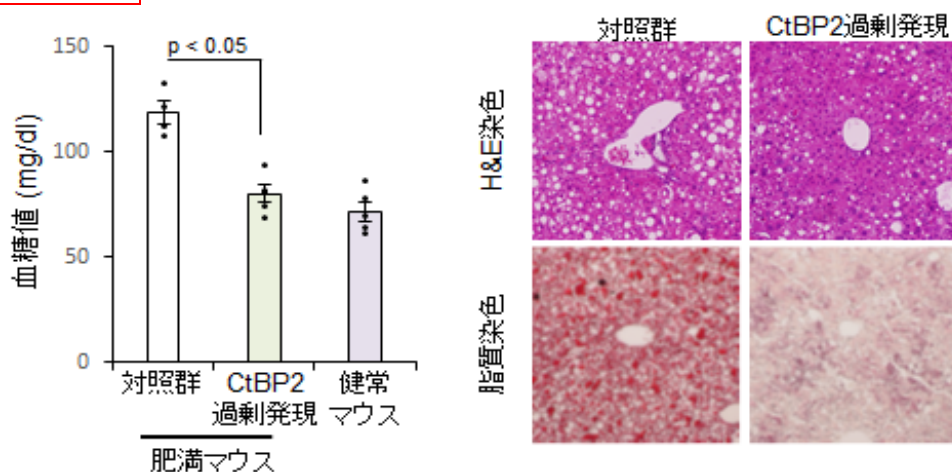 150
p < 0.05
100
50
0
血糖値 (mg/dl)
対照群
CtBP2
過剰発現
健常
マウス
肥満マウス
対照群
CtBP2過剰発現
H&E染色
脂質染色